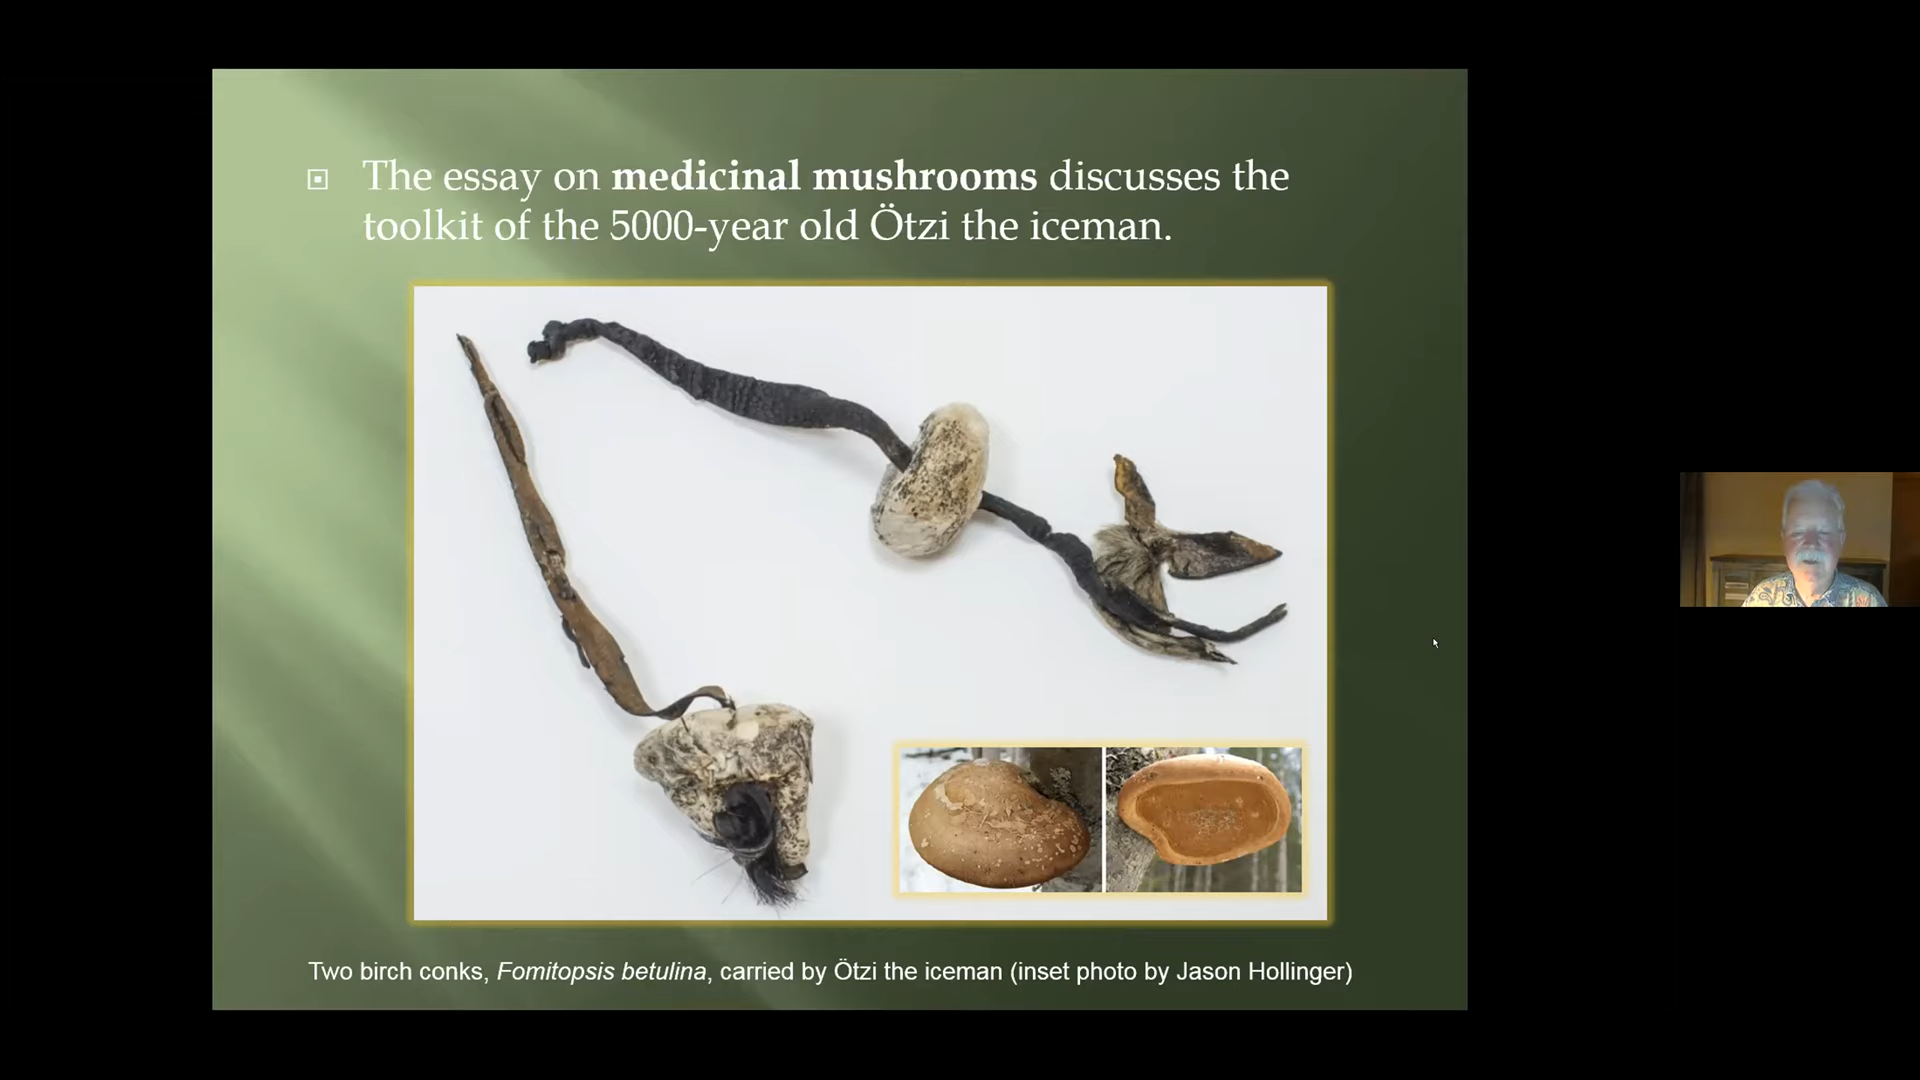 The essay on medicinal mushrooms discusses the
toolkit of the 5000-year old Ötzi the iceman.
Two birch conks, Fomitopsis betulina, carried by Ötzi the iceman (inset photo by Jason Hollinger)